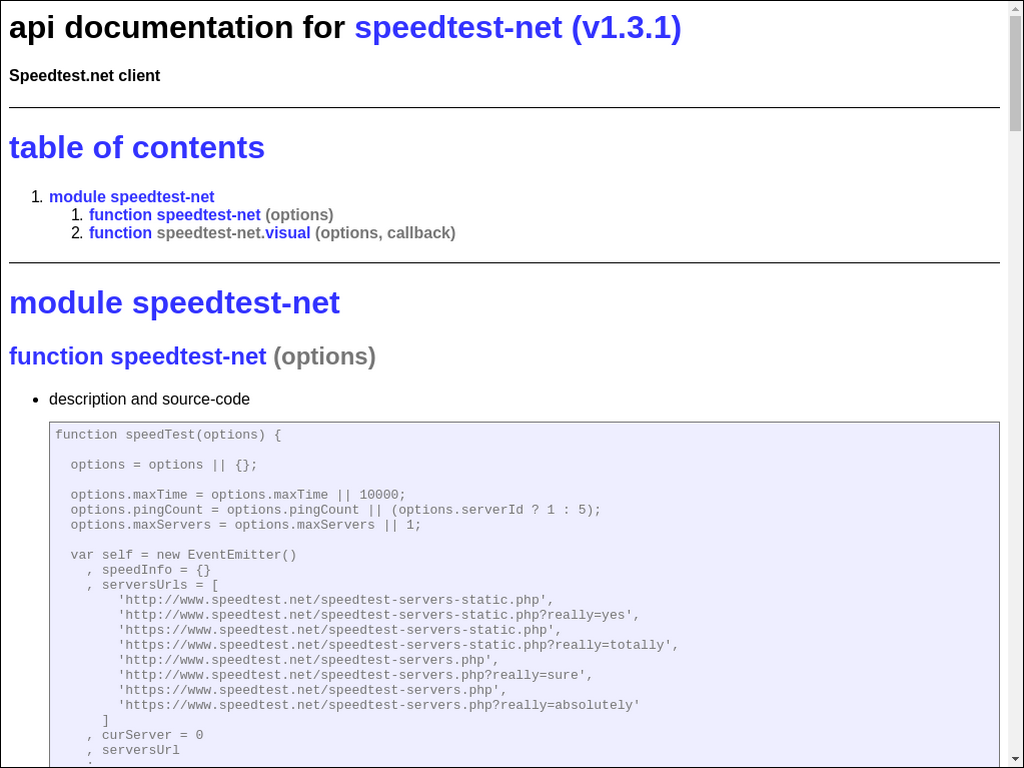 api documentation for speedtest-net (v1.3.1)
Speedtest.net client
table of contents
1. module speedtest-net
1. function speedtest-net (options)
2. function speedtest-net.visual (options, callback)
module speedtest-net
function speedtest-net (options)
• description and source-code
function speedTest(options) {
options = options || {};
options.maxTime = options.maxTime || 10000;
options.pingCount = options.pingCount || (options.serverId ? 1 : 5);
options.maxServers = options.maxServers || 1;
var self = new EventEmitter()
, speedInfo = {}
, serversUrls = [
'http://www.speedtest.net/speedtest-servers-static.php',
'http://www.speedtest.net/speedtest-servers-static.php?really=yes',
'https://www.speedtest.net/speedtest-servers-static.php',
'https://www.speedtest.net/speedtest-servers-static.php?really=totally',
'http://www.speedtest.net/speedtest-servers.php',
'http://www.speedtest.net/speedtest-servers.php?really=sure',
'https://www.speedtest.net/speedtest-servers.php',
'https://www.speedtest.net/speedtest-servers.php?really=absolutely'
]
, curServer = 0
, serversUrl